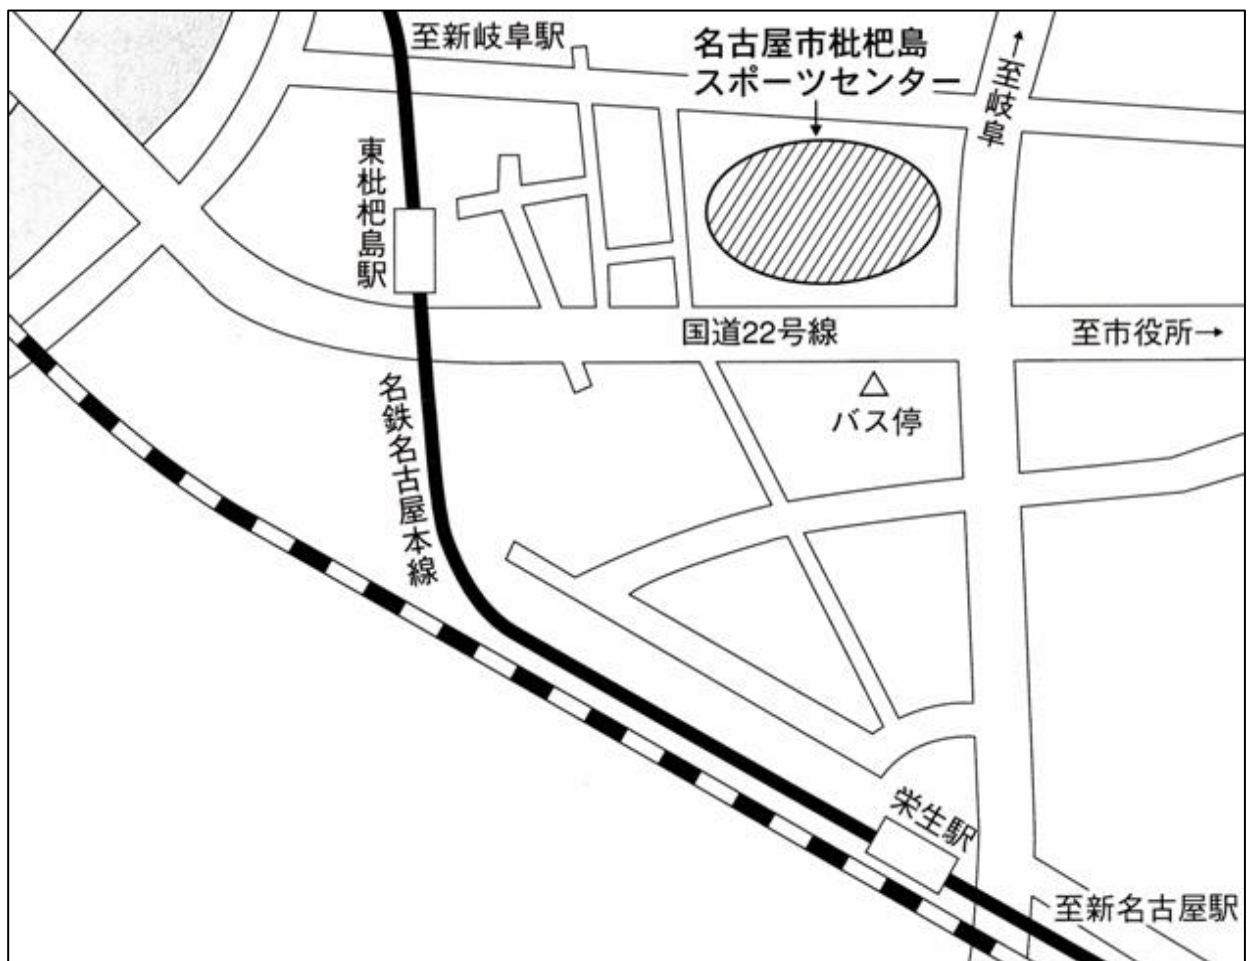 至新岐阜駅
名古屋市枇杷島
スポーツセンター
↑至岐阜
東枇杷島駅
国道22号線
至市役所→
バス停
名鉄名古屋本線
栄生駅
至新名古屋駅